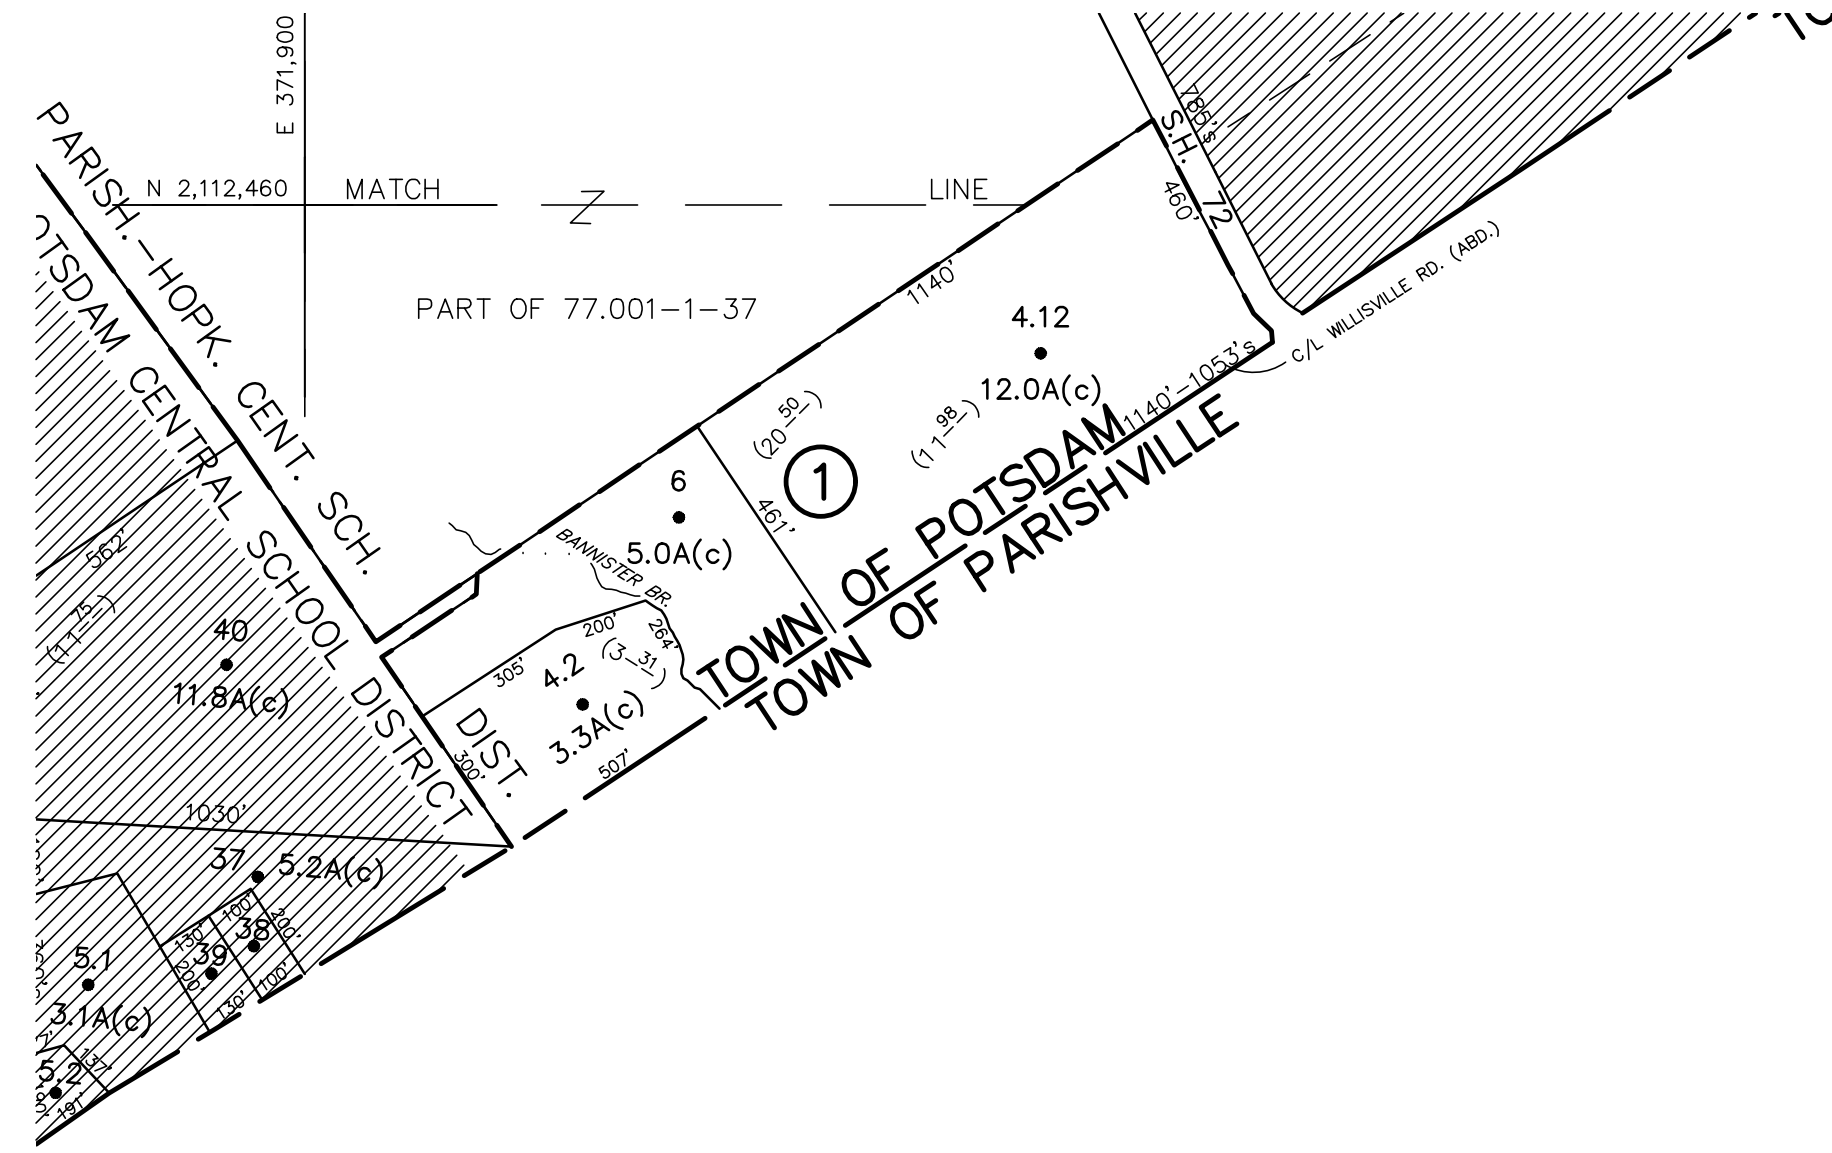 E 371,900
N 2,112,460
MATCH
LINE
PARISH.-HOPK. CENT. SCH.
DIST.
OTSDAM CENTRAL SCHOOL DISTRICT
PART OF 77.001-1-37
785's
S.H. 72
460'
C/L WILLISVILLE RD. (ABD.)
1140'
4.12
12.0A(c)
1140'-1053's
(20 50)
(11 98)
1
461'
6
5.0A(c)
BANNISTER BR.
TOWN OF POTSDAM
TOWN OF PARISHVILLE
200'
264'
(3 31)
305'
4.2
3.3A(c)
300'
507'
562'
(11 75)
40
11.8A(c)
1030'
37
5.2A(c)
100'
200'
38
130'
39
200'
100'
130'
5.1
3.1A(c)
137'
5.2
191'